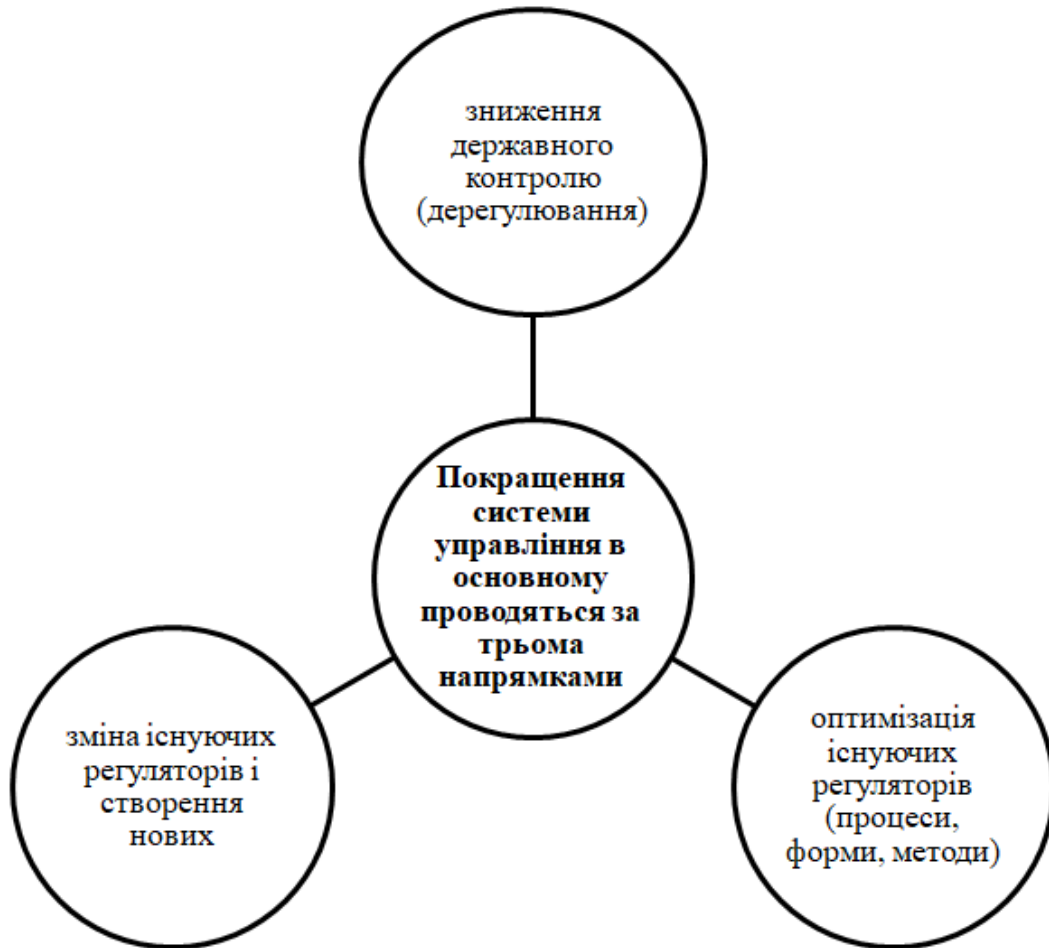 зниження
державного
контролю
(дерегулювання)
Покращення
системи
управління в
основному
проводяться за
трьома
напрямками
зміна існуючих
регуляторів і
створення
нових
оптимізація
існуючих
регуляторів
(процеси,
форми, методи)